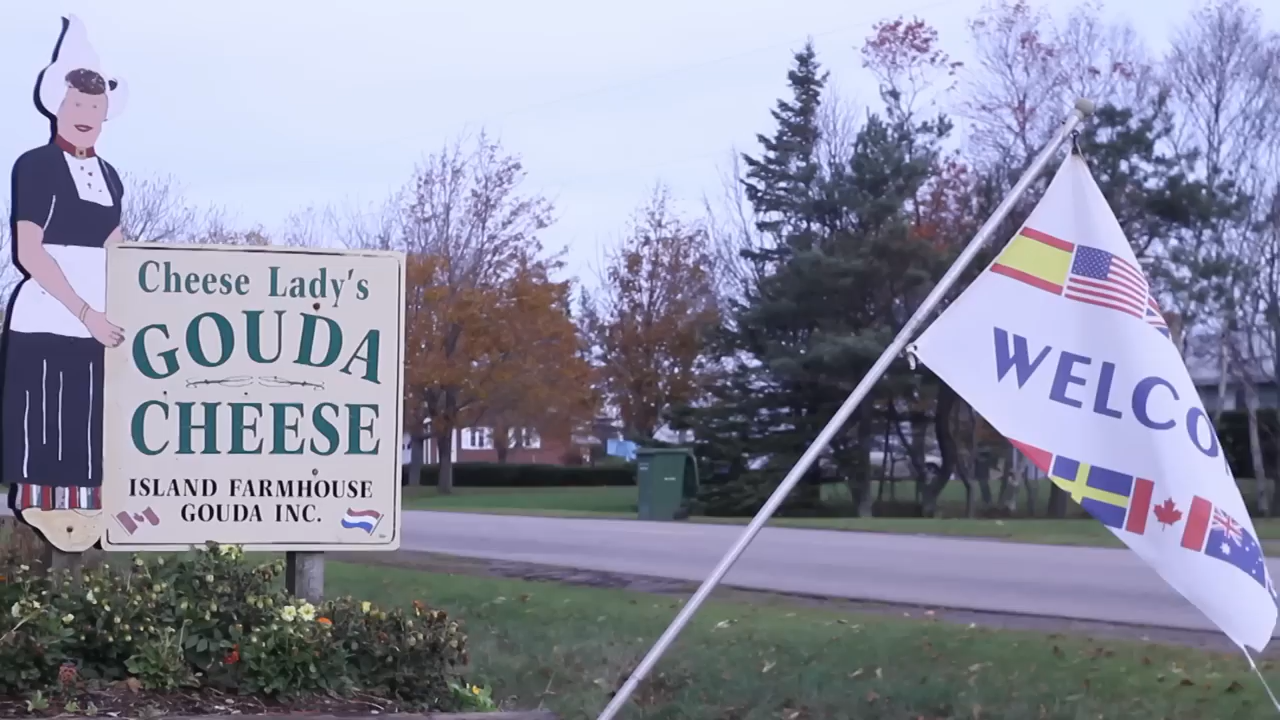 Cheese Lady's
GOUDA
CHEESE
ISLAND FARMHOUSE
GOUDA INC.
WELCO